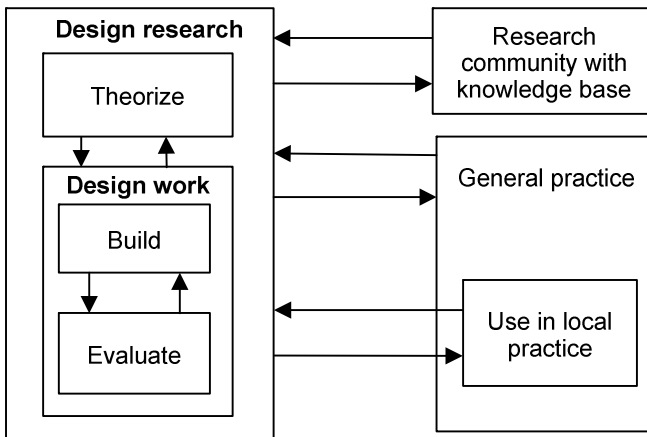 Design research
Theorize
Design work
Build
Evaluate
Research
community with
knowledge base
General practice
Use in local
practice